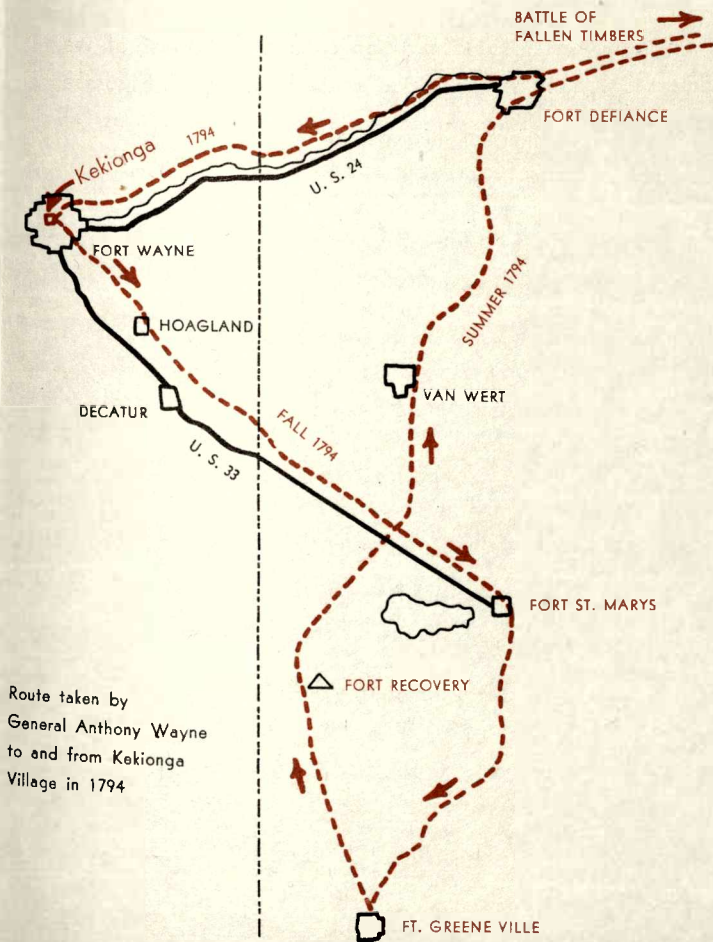 BATTLE OF
FALLEN TIMBERS
FORT DEFIANCE
1794
Kekionga
U. S. 24
FORT WAYNE
SUMMER 1794
HOAGLAND
VAN WERT
DECATUR
FALL 1794
U. S. 33
FORT ST. MARYS
FORT RECOVERY
Route taken by
General Anthony Wayne
to and from Kekionga
Village in 1794
FT. GREENE VILLE